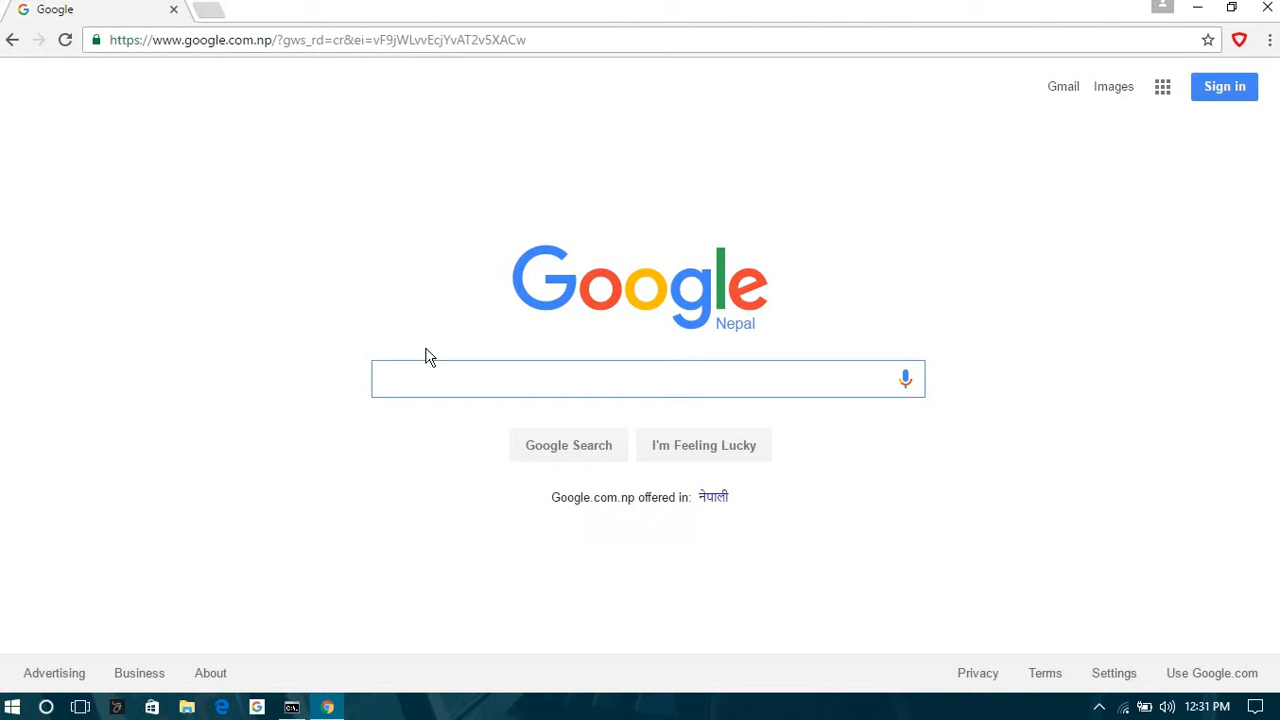 Google
https://www.google.com.np/?gws_rd=cr&ei=vF9jWLvvEcjYvAT2v5XACw
Gmail Images Sign in
Google
Nepal
Google Search I'm Feeling Lucky
Google.com.np offered in: नेपाली
Advertising Business About Privacy Terms Settings Use Google.com
12:31 PM